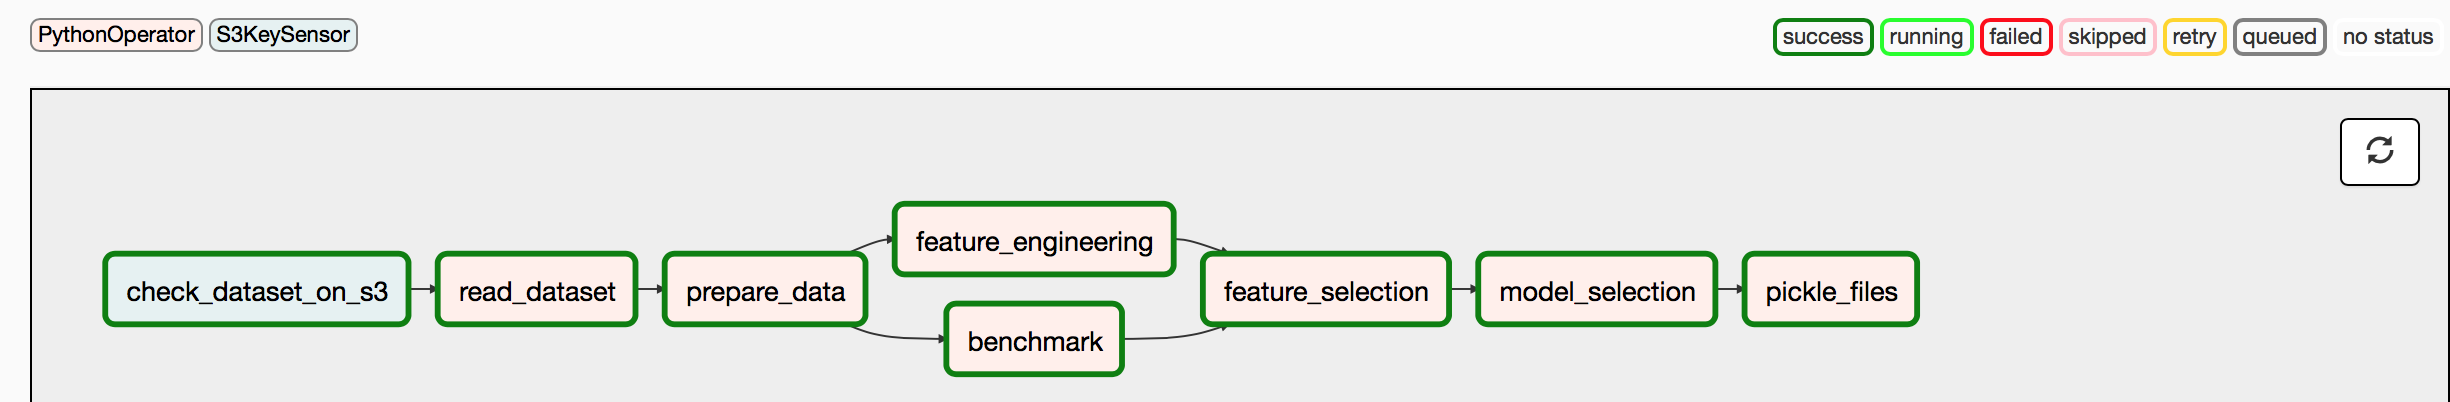 PythonOperator S3KeySensor success running failed skipped retry queued no status
feature_engineering
check_dataset_on_s3 read_dataset prepare_data feature_selection model_selection pickle_files
benchmark